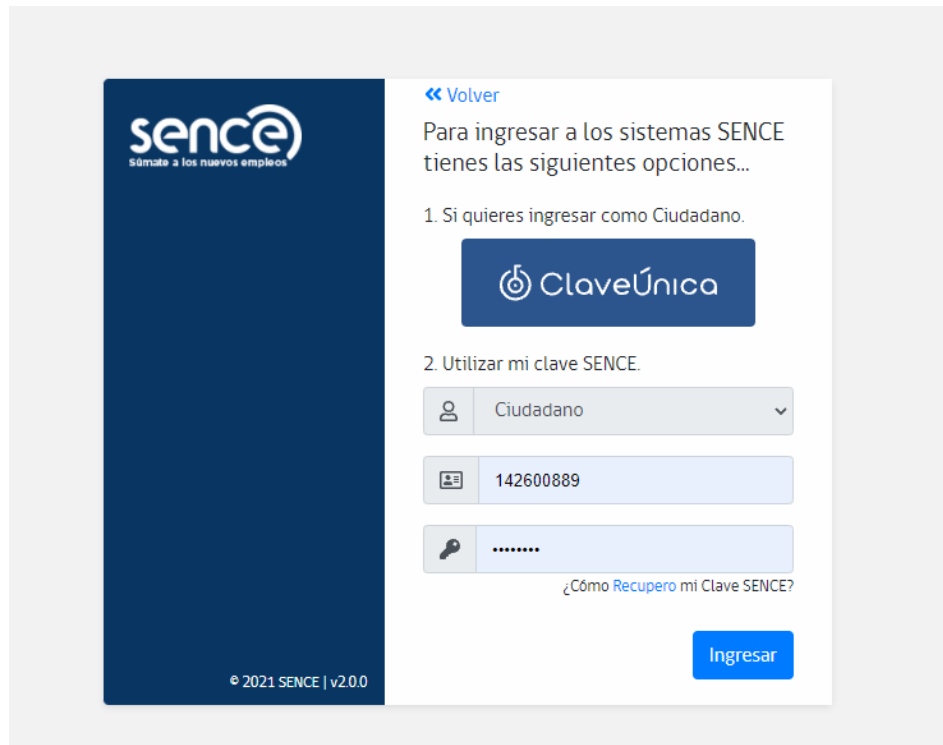 sence
Súmate a los nuevos empleos
© 2021 SENCE | v2.0.0
Volver
Para ingresar a los sistemas SENCE
tienes las siguientes opciones...
1. Si quieres ingresar como Ciudadano.
ClaveÚnica
2. Utilizar mi clave SENCE.
Ciudadano
142600889
••••••••
¿Cómo Recupero mi Clave SENCE?
Ingresar